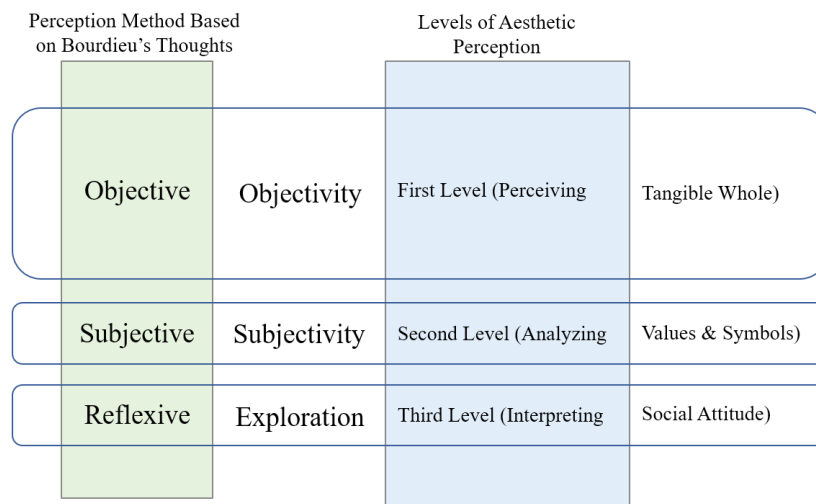 Perception Method Based
on Bourdieu's Thoughts
Levels of Aesthetic
Perception
Objective Objectivity First Level (Perceiving Tangible Whole)
Subjective Subjectivity Second Level (Analyzing Values & Symbols)
Reflexive Exploration Third Level (Interpreting Social Attitude)